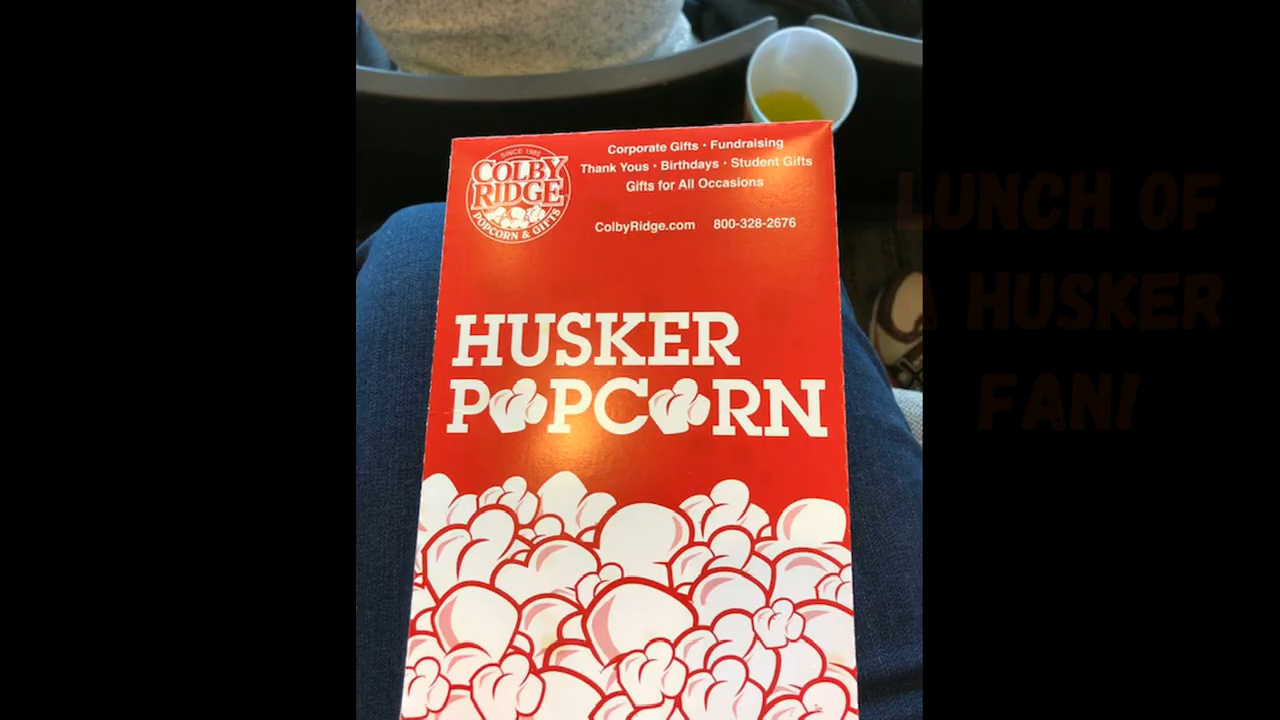 SINCE 1985
COLBY
RIDGE
POPCORN & GIFTS
Corporate Gifts • Fundraising
Thank Yous • Birthdays • Student Gifts
Gifts for All Occasions
ColbyRidge.com 800-328-2676
HUSKER
POPCORN
LUNCH OF
A HUSKER
FAN!